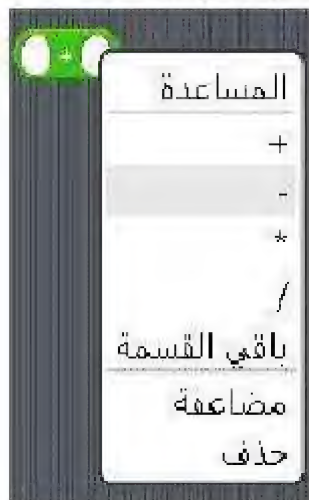 +
المساعدة
+
-
*
/
باقي القسمة
مضاعفة
حذف